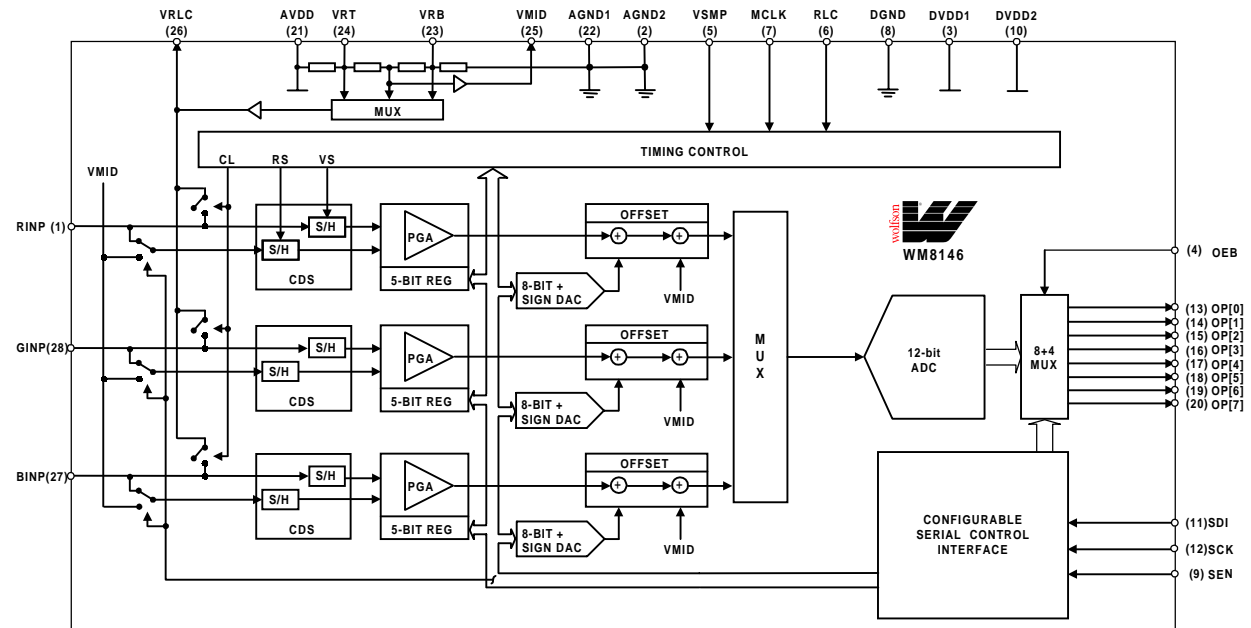 VRLC AVDD VRT VRB VMID AGND1 AGND2 VSMP MCLK RLC DGND DVDD1 DVDD2
(26) (21) (24) (23) (25) (22) (2) (5) (7) (6) (8) (3) (10)
MUX
TIMING CONTROL
CL RS VS
VMID
RINP (1)
S/H
S/H
CDS
PGA
5-BIT REG
OFFSET
+ +
8-BIT +
SIGN DAC
VMID
wolfson
WM8146
(4) OEB
GINP(28)
S/H
S/H
CDS
PGA
5-BIT REG
OFFSET
+ +
8-BIT +
SIGN DAC
VMID
M
U
X
12-bit
ADC
8+4
MUX
(13) OP[0]
(14) OP[1]
(15) OP[2]
(16) OP[3]
(17) OP[4]
(18) OP[5]
(19) OP[6]
(20) OP[7]
BINP(27)
S/H
S/H
CDS
PGA
5-BIT REG
OFFSET
+ +
8-BIT +
SIGN DAC
VMID
CONFIGURABLE
SERIAL CONTROL
INTERFACE
(11)SDI
(12)SCK
(9) SEN